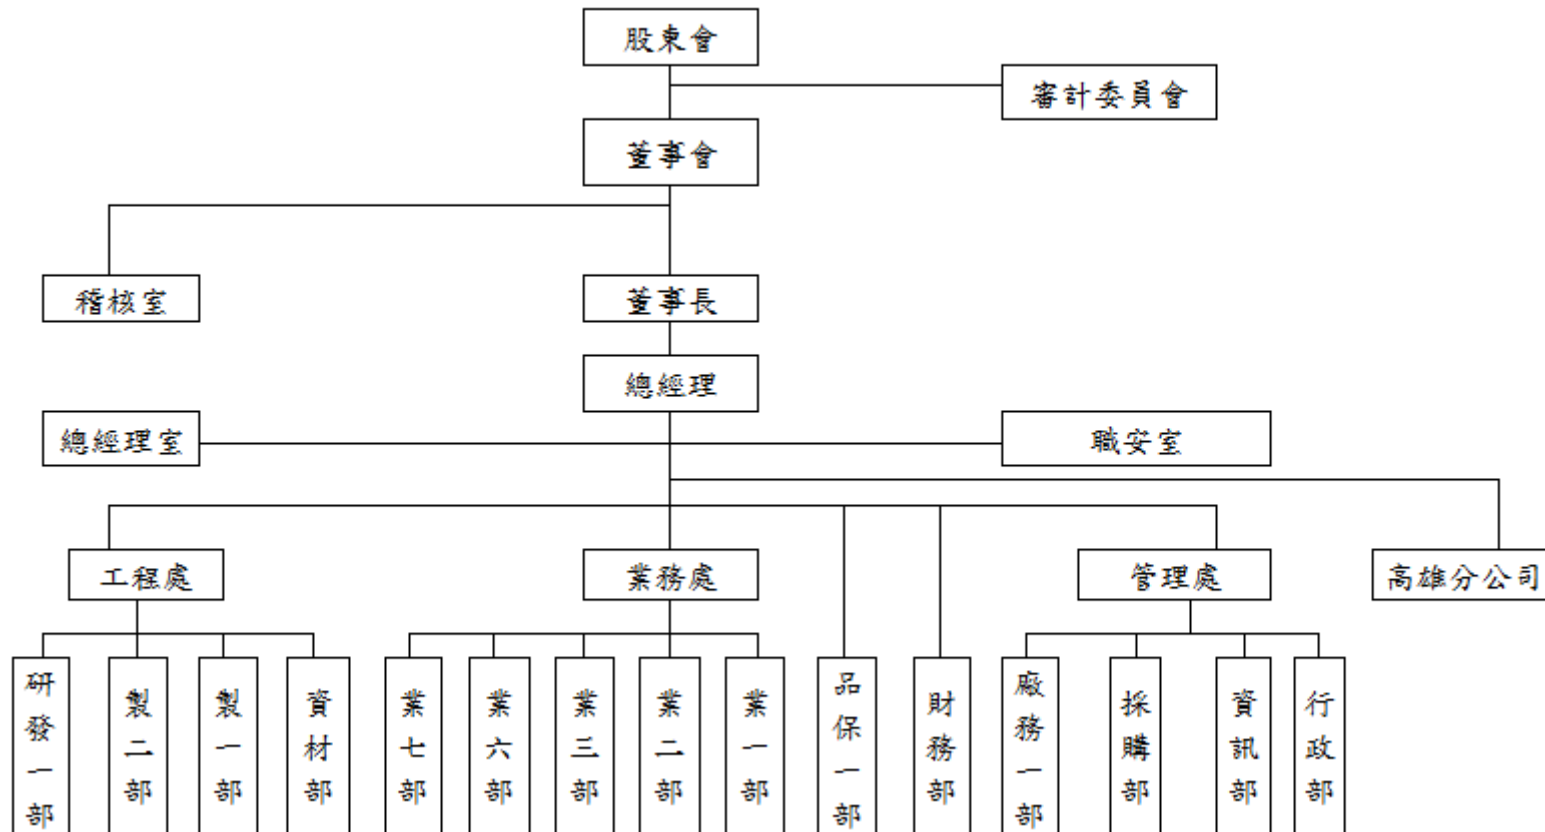 股東會
審計委員會
董事會
稽核室
董事長
總經理
總經理室
職安室
工程處
業務處
管理處
高雄分公司
研發一部
製二部
製一部
資材部
業七部
業六部
業三部
業二部
業一部
品保一部
財務部
廠務一部
採購部
資訊部
行政部